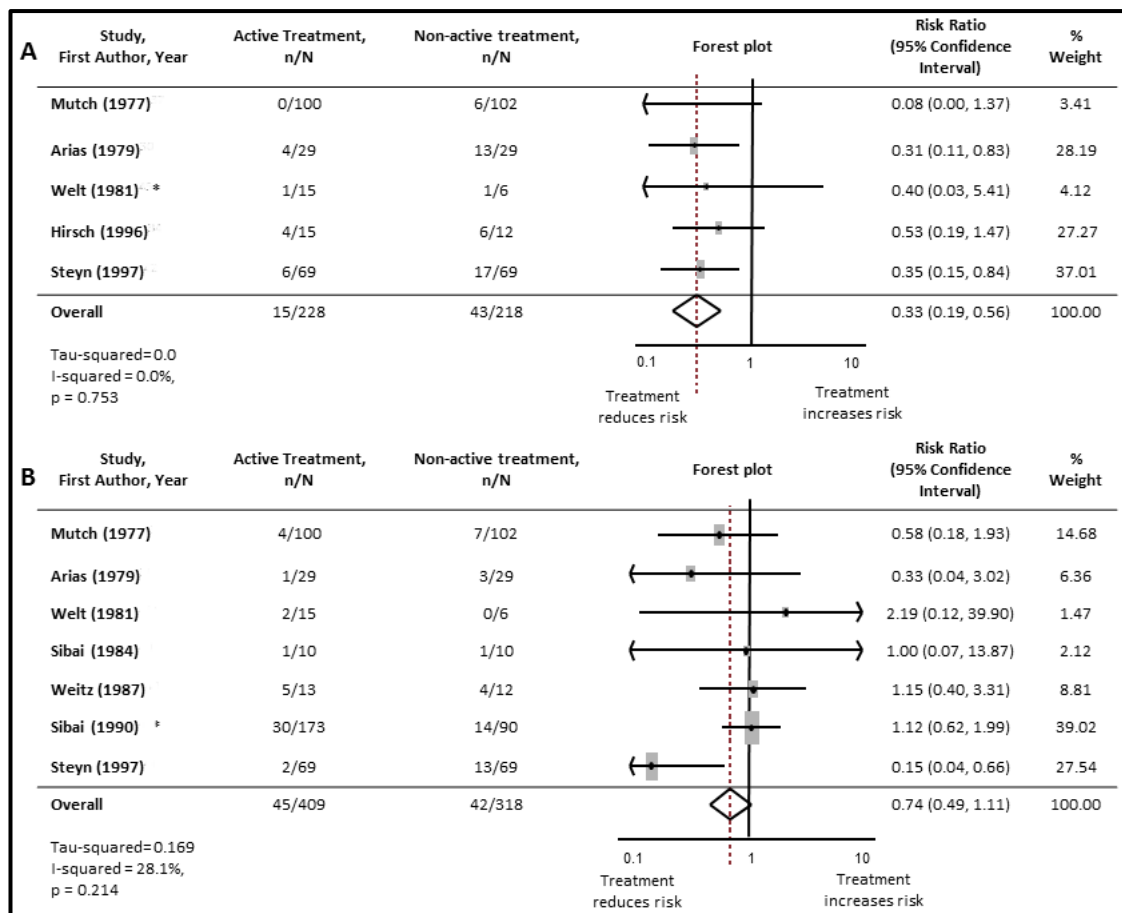 A
Study,
First Author, Year
Active Treatment,
n/N
Non-active treatment,
n/N
Forest plot
Risk Ratio
(95% Confidence
Interval)
%
Weight
Mutch (1977) 0/100 6/102 0.08 (0.00, 1.37) 3.41
Arias (1979) 4/29 13/29 0.31 (0.11, 0.83) 28.19
Welt (1981) * 1/15 1/6 0.40 (0.03, 5.41) 4.12
Hirsch (1996) 4/15 6/12 0.53 (0.19, 1.47) 27.27
Steyn (1997) 6/69 17/69 0.35 (0.15, 0.84) 37.01
Overall 15/228 43/218 0.33 (0.19, 0.56) 100.00
Tau-squared=0.0
I-squared = 0.0%,
p = 0.753
0.1 1 10
Treatment
reduces risk
Treatment
increases risk
B
Study,
First Author, Year
Active Treatment,
n/N
Non-active treatment,
n/N
Forest plot
Risk Ratio
(95% Confidence
Interval)
%
Weight
Mutch (1977) 4/100 7/102 0.58 (0.18, 1.93) 14.68
Arias (1979) 1/29 3/29 0.33 (0.04, 3.02) 6.36
Welt (1981) 2/15 0/6 2.19 (0.12, 39.90) 1.47
Sibai (1984) 1/10 1/10 1.00 (0.07, 13.87) 2.12
Weitz (1987) 5/13 4/12 1.15 (0.40, 3.31) 8.81
Sibai (1990) * 30/173 14/90 1.12 (0.62, 1.99) 39.02
Steyn (1997) 2/69 13/69 0.15 (0.04, 0.66) 27.54
Overall 45/409 42/318 0.74 (0.49, 1.11) 100.00
Tau-squared=0.169
I-squared = 28.1%,
p = 0.214
0.1 1 10
Treatment
reduces risk
Treatment
increases risk